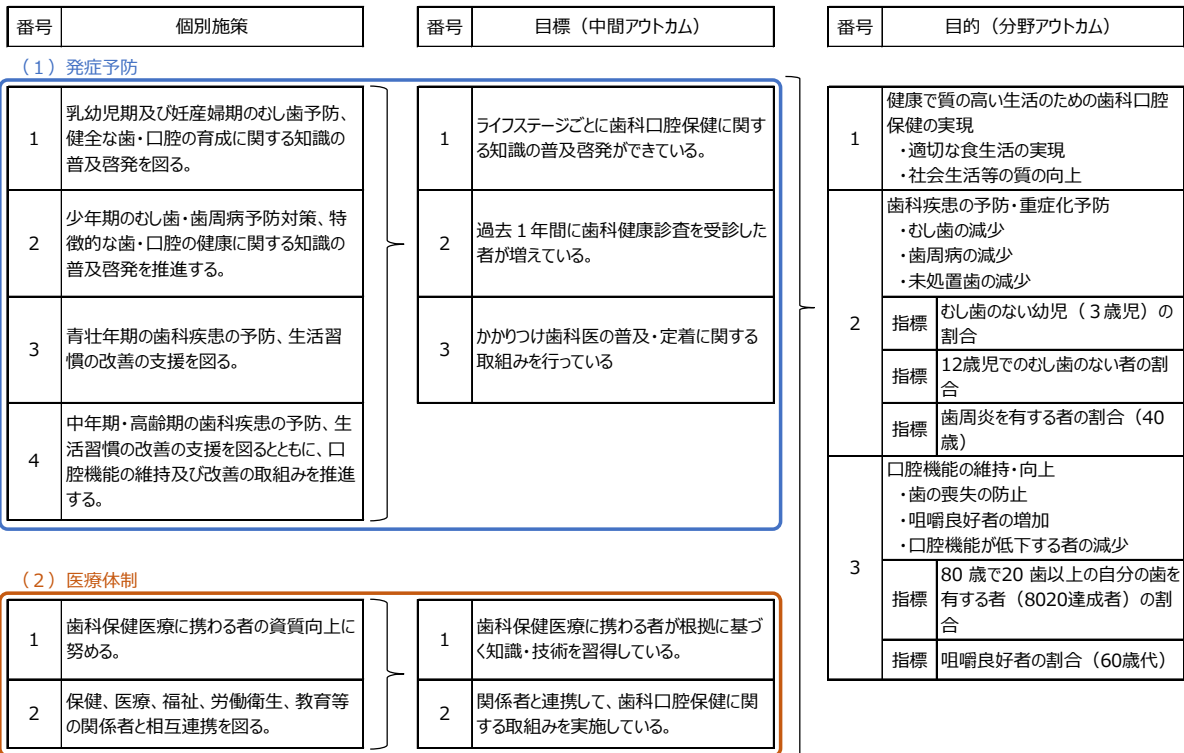 番号 個別施策 番号 目標（中間アウトカム） 番号 目的（分野アウトカム）
（１）発症予防
1
乳幼児期及び妊産婦期のむし歯予防、
健全な歯・口腔の育成に関する知識の
普及啓発を図る。
2
少年期のむし歯・歯周病予防対策、特
徴的な歯・口腔の健康に関する知識の
普及啓発を推進する。
3
青壮年期の歯科疾患の予防、生活習
慣の改善の支援を図る。
4
中年期・高齢期の歯科疾患の予防、生
活習慣の改善の支援を図るとともに、口
腔機能の維持及び改善の取組みを推進
する。
1
ライフステージごとに歯科口腔保健に関す
る知識の普及啓発ができている。
2
過去１年間に歯科健康診査を受診した
者が増えている。
3
かかりつけ歯科医の普及・定着に関する
取組みを行っている
（２）医療体制
1
歯科保健医療に携わる者の資質向上に
努める。
2
保健、医療、福祉、労働衛生、教育等
の関係者と相互連携を図る。
1
歯科保健医療に携わる者が根拠に基づ
く知識・技術を習得している。
2
関係者と連携して、歯科口腔保健に関
する取組みを実施している。
1
健康で質の高い生活のための歯科口腔
保健の実現
・適切な食生活の実現
・社会生活等の質の向上
2
歯科疾患の予防・重症化予防
・むし歯の減少
・歯周病の減少
・未処置歯の減少
指標
むし歯のない幼児（３歳児）の
割合
指標
12歳児でのむし歯のない者の割
合
指標
歯周炎を有する者の割合（40
歳）
3
口腔機能の維持・向上
・歯の喪失の防止
・咀嚼良好者の増加
・口腔機能が低下する者の減少
指標
80 歳で20 歯以上の自分の歯を
有する者（8020達成者）の割
合
指標
咀嚼良好者の割合（60歳代）